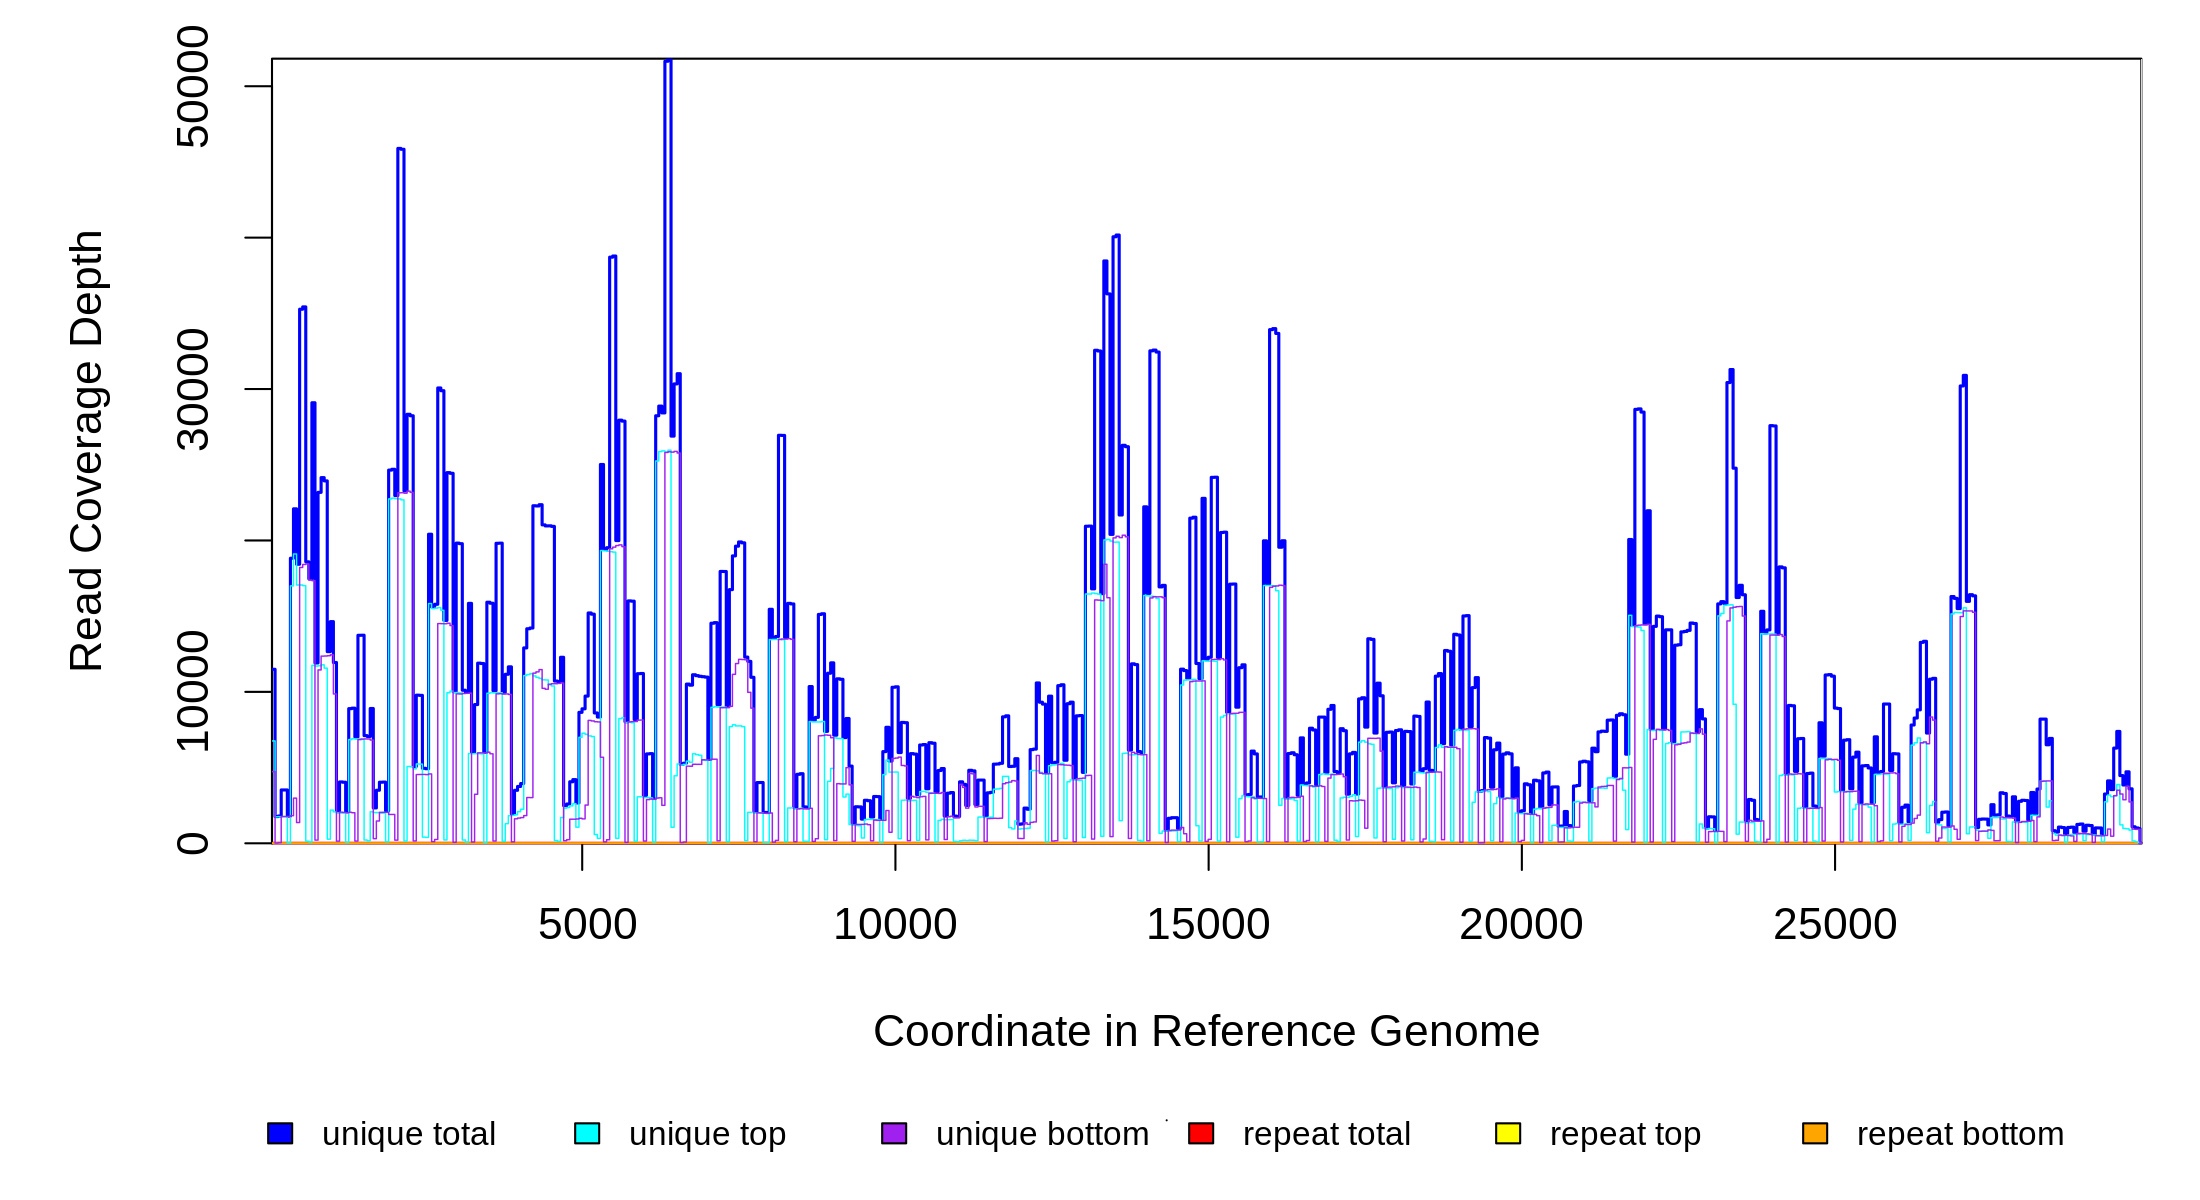 50000
30000
10000
0
Read Coverage Depth
5000 10000 15000 20000 25000
Coordinate in Reference Genome
unique total unique top unique bottom repeat total repeat top repeat bottom